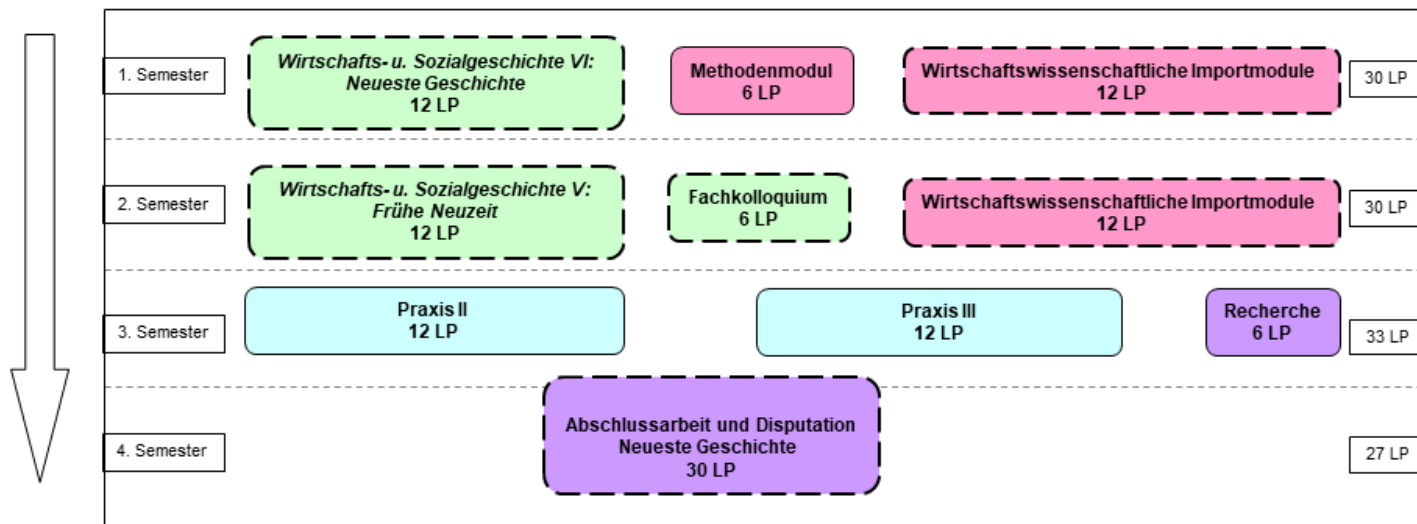 1. Semester
Wirtschafts- u. Sozialgeschichte VI:
Neueste Geschichte
12 LP
Methodenmodul
6 LP
Wirtschaftswissenschaftliche Importmodule
12 LP
30 LP
2. Semester
Wirtschafts- u. Sozialgeschichte V:
Frühe Neuzeit
12 LP
Fachkolloquium
6 LP
Wirtschaftswissenschaftliche Importmodule
12 LP
30 LP
3. Semester
Praxis II
12 LP
Praxis III
12 LP
Recherche
6 LP
33 LP
4. Semester
Abschlussarbeit und Disputation
Neueste Geschichte
30 LP
27 LP